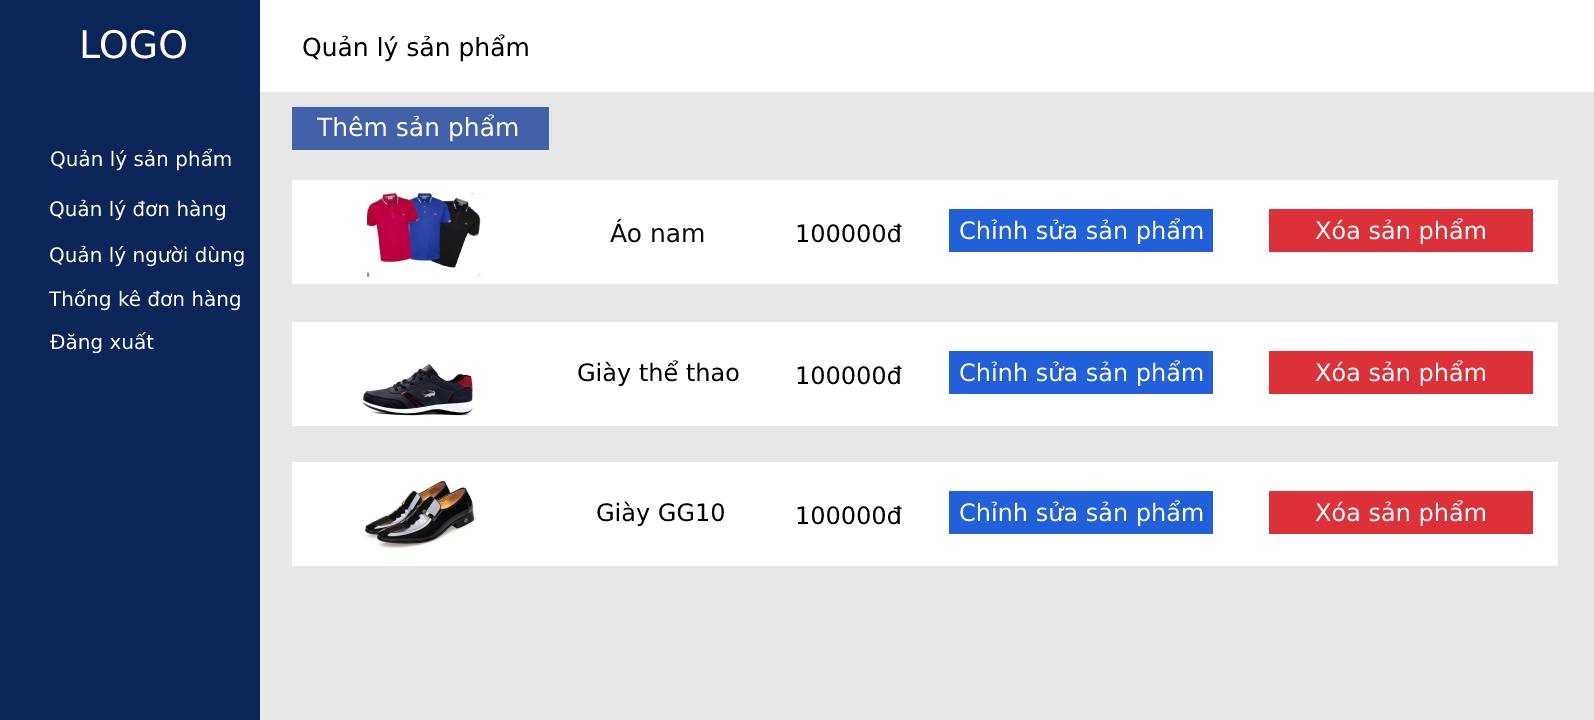 LOGO
Quản lý sản phẩm
Quản lý đơn hàng
Quản lý người dùng
Thống kê đơn hàng
Đăng xuất
Quản lý sản phẩm
Thêm sản phẩm
Áo nam 100000đ Chỉnh sửa sản phẩm Xóa sản phẩm
Giày thể thao 100000đ Chỉnh sửa sản phẩm Xóa sản phẩm
Giày GG10 100000đ Chỉnh sửa sản phẩm Xóa sản phẩm